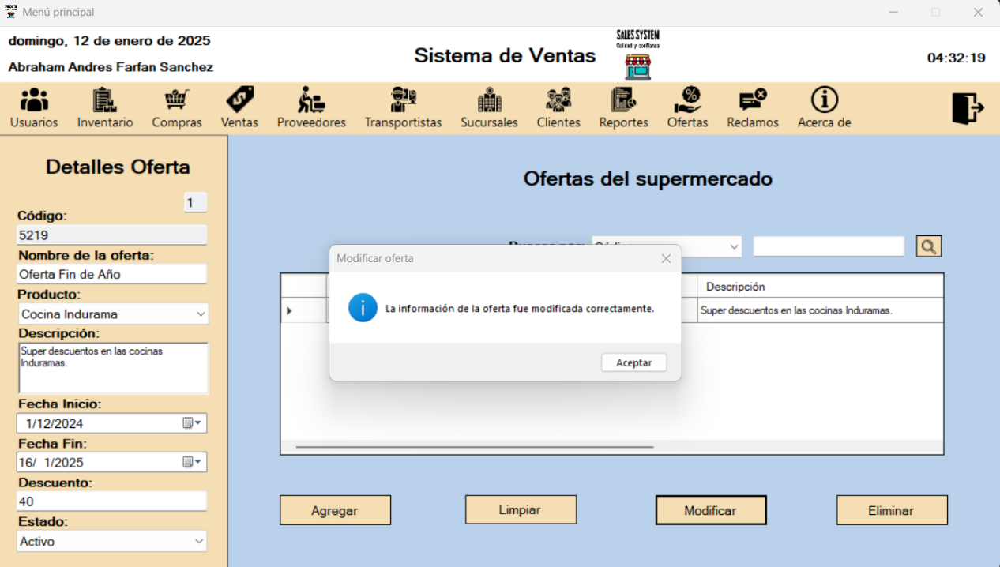 Menú principal
domingo, 12 de enero de 2025
Abraham Andres Farfan Sanchez
Sistema de Ventas
SALES SYSTEN
Calidad y confianza
04:32:19
Usuarios
Inventario
Compras
Ventas
Proveedores
Transportistas
Sucursales
Clientes
Reportes
Ofertas
Reclamos
Acerca de
Detalles Oferta
1
Código:
5219
Nombre de la oferta:
Oferta Fin de Año
Producto:
Cocina Indurama
Descripción:
Super descuentos en las cocinas
Induramas.
Fecha Inicio:
1/12/2024
Fecha Fin:
16/ 1/2025
Descuento:
40
Estado:
Activo
Ofertas del supermercado
Modificar oferta
La información de la oferta fue modificada correctamente.
Aceptar
Descripción
Super descuentos en las cocinas Induramas.
Agregar
Limpiar
Modificar
Eliminar